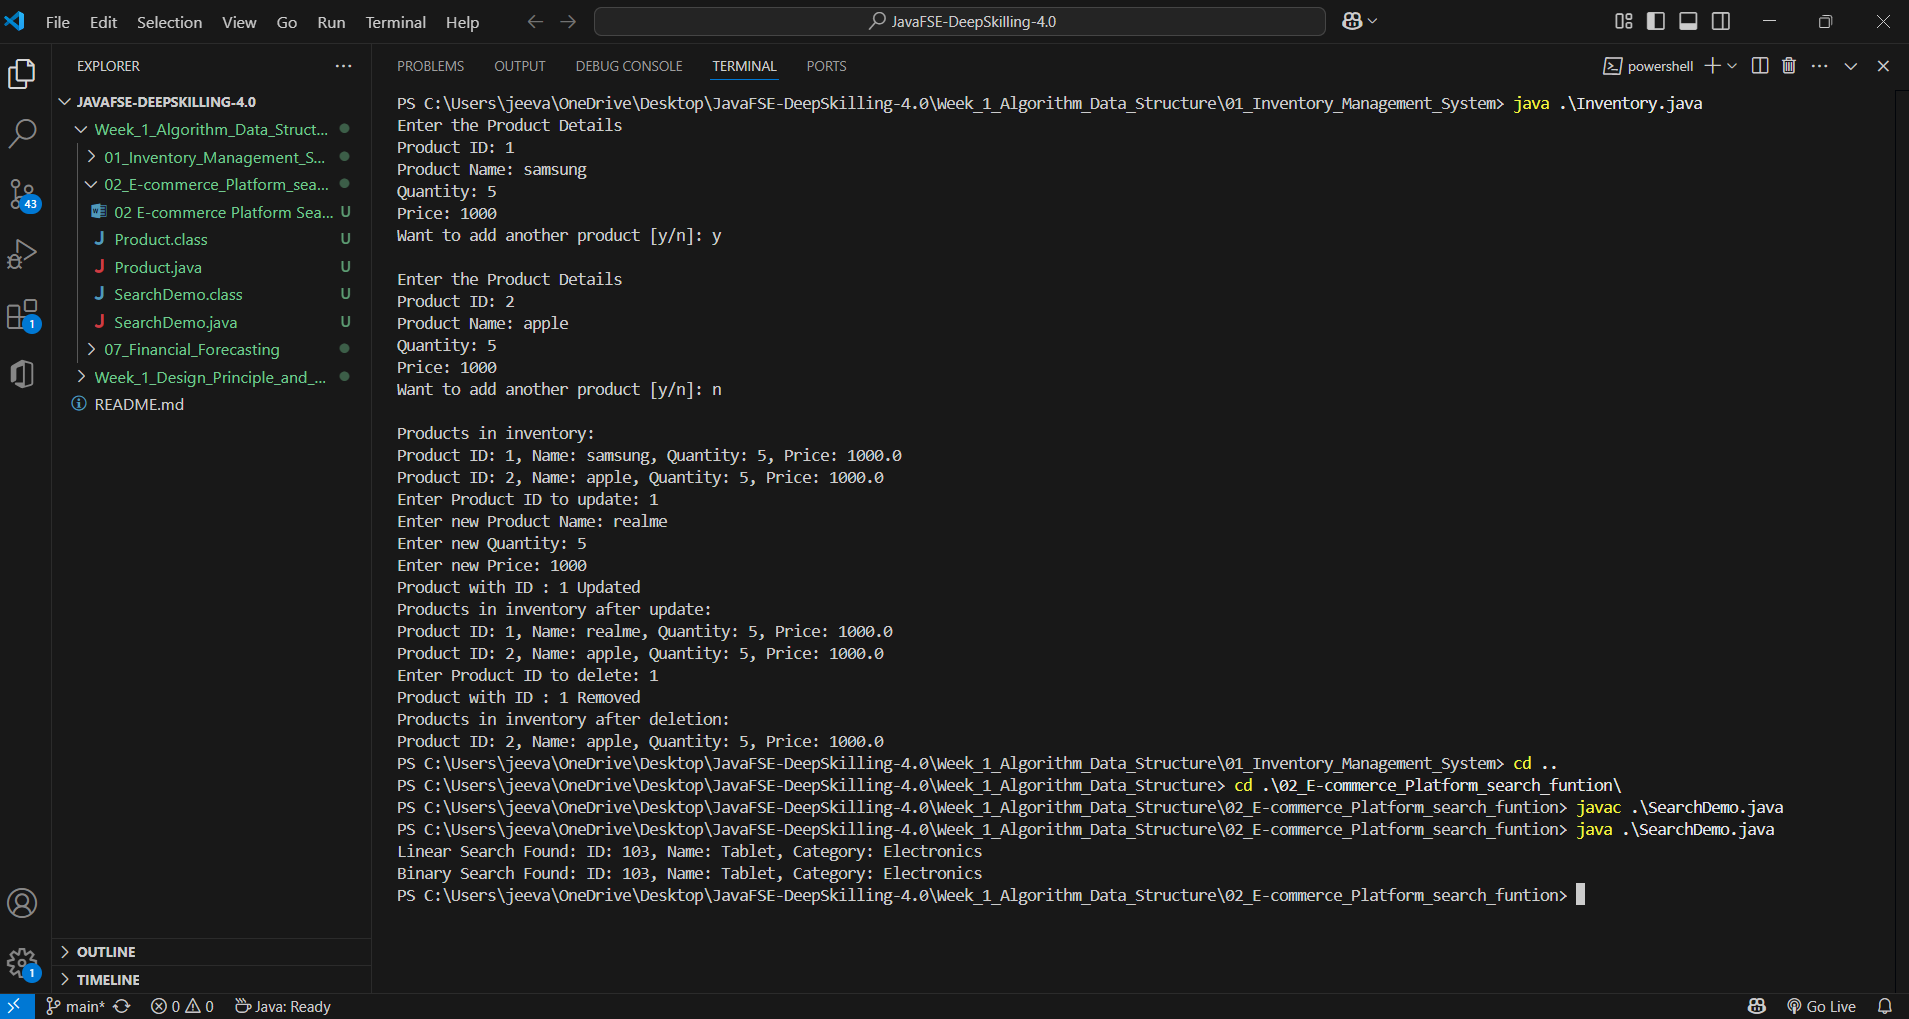 File Edit Selection View Go Run Terminal Help
JavaFSE-DeepSkilling-4.0
EXPLORER
JAVAFSE-DEEPSKILLING-4.0
Week_1_Algorithm_Data_Struct...
01_Inventory_Management_S...
02_E-commerce_Platform_sea...
02 E-commerce Platform Sea... U
Product.class U
Product.java U
SearchDemo.class U
SearchDemo.java U
07_Financial_Forecasting
Week_1_Design_Principle_and_...
README.md
43
1
OUTLINE
TIMELINE
1
PROBLEMS OUTPUT DEBUG CONSOLE TERMINAL PORTS
powershell
PS C:\Users\jeeva\OneDrive\Desktop\JavaFSE-DeepSkilling-4.0\Week_1_Algorithm_Data_Structure\01_Inventory_Management_System> java .\Inventory.java
Enter the Product Details
Product ID: 1
Product Name: samsung
Quantity: 5
Price: 1000
Want to add another product [y/n]: y
Enter the Product Details
Product ID: 2
Product Name: apple
Quantity: 5
Price: 1000
Want to add another product [y/n]: n
Products in inventory:
Product ID: 1, Name: samsung, Quantity: 5, Price: 1000.0
Product ID: 2, Name: apple, Quantity: 5, Price: 1000.0
Enter Product ID to update: 1
Enter new Product Name: realme
Enter new Quantity: 5
Enter new Price: 1000
Product with ID : 1 Updated
Products in inventory after update:
Product ID: 1, Name: realme, Quantity: 5, Price: 1000.0
Product ID: 2, Name: apple, Quantity: 5, Price: 1000.0
Enter Product ID to delete: 1
Product with ID : 1 Removed
Products in inventory after deletion:
Product ID: 2, Name: apple, Quantity: 5, Price: 1000.0
PS C:\Users\jeeva\OneDrive\Desktop\JavaFSE-DeepSkilling-4.0\Week_1_Algorithm_Data_Structure\01_Inventory_Management_System> cd ..
PS C:\Users\jeeva\OneDrive\Desktop\JavaFSE-DeepSkilling-4.0\Week_1_Algorithm_Data_Structure> cd .\02_E-commerce_Platform_search_funtion\
PS C:\Users\jeeva\OneDrive\Desktop\JavaFSE-DeepSkilling-4.0\Week_1_Algorithm_Data_Structure\02_E-commerce_Platform_search_funtion> javac .\SearchDemo.java
PS C:\Users\jeeva\OneDrive\Desktop\JavaFSE-DeepSkilling-4.0\Week_1_Algorithm_Data_Structure\02_E-commerce_Platform_search_funtion> java .\SearchDemo.java
Linear Search Found: ID: 103, Name: Tablet, Category: Electronics
Binary Search Found: ID: 103, Name: Tablet, Category: Electronics
PS C:\Users\jeeva\OneDrive\Desktop\JavaFSE-DeepSkilling-4.0\Week_1_Algorithm_Data_Structure\02_E-commerce_Platform_search_funtion>
main* 0 0 Java: Ready Go Live